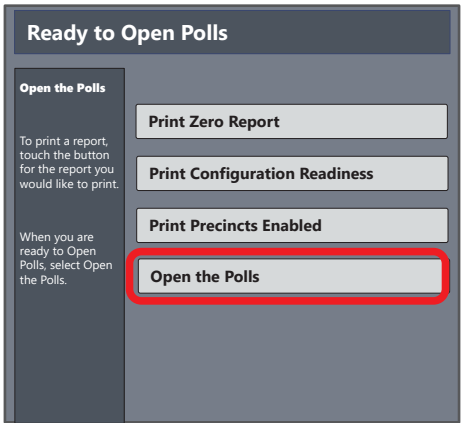 Ready to Open Polls
Open the Polls
To print a report,
touch the button
for the report you
would like to print.
When you are
ready to Open
Polls, select Open
the Polls.
Print Zero Report
Print Configuration Readiness
Print Precincts Enabled
Open the Polls